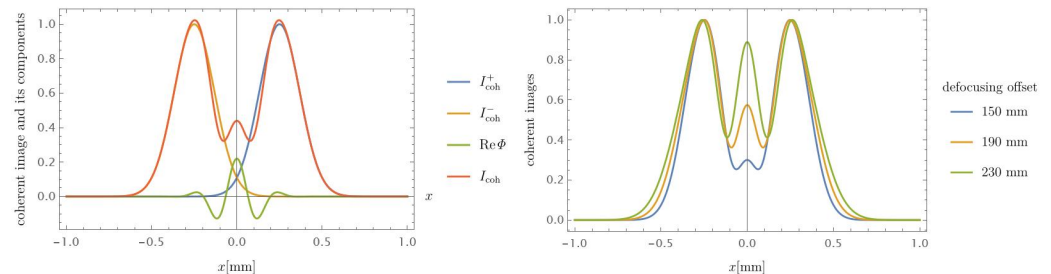 coherent image and its components
1.0
0.8
0.6
0.4
0.2
0.0
-1.0
-0.5
0.0
0.5
1.0
x
x[mm]
I⁺coh
I⁻coh
Re Φ
Icoh
coherent images
1.0
0.8
0.6
0.4
0.2
0.0
-1.0
-0.5
0.0
0.5
1.0
x[mm]
defocusing offset
150 mm
190 mm
230 mm